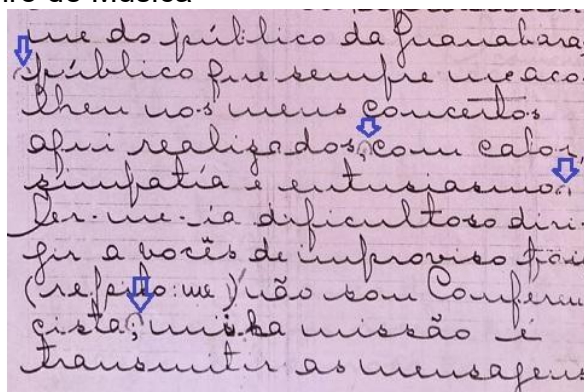 me do público da Guanabara,
público que sempre me aco
lheu nos meus concertos
aqui realizados, com calor,
simpatia e entusiasmo.
Ser-me-ia dificultoso diri
gir a vocês de improviso pois
(refiro: me) não sou Conferen
cista; minha missão é
transmitir as mensagens